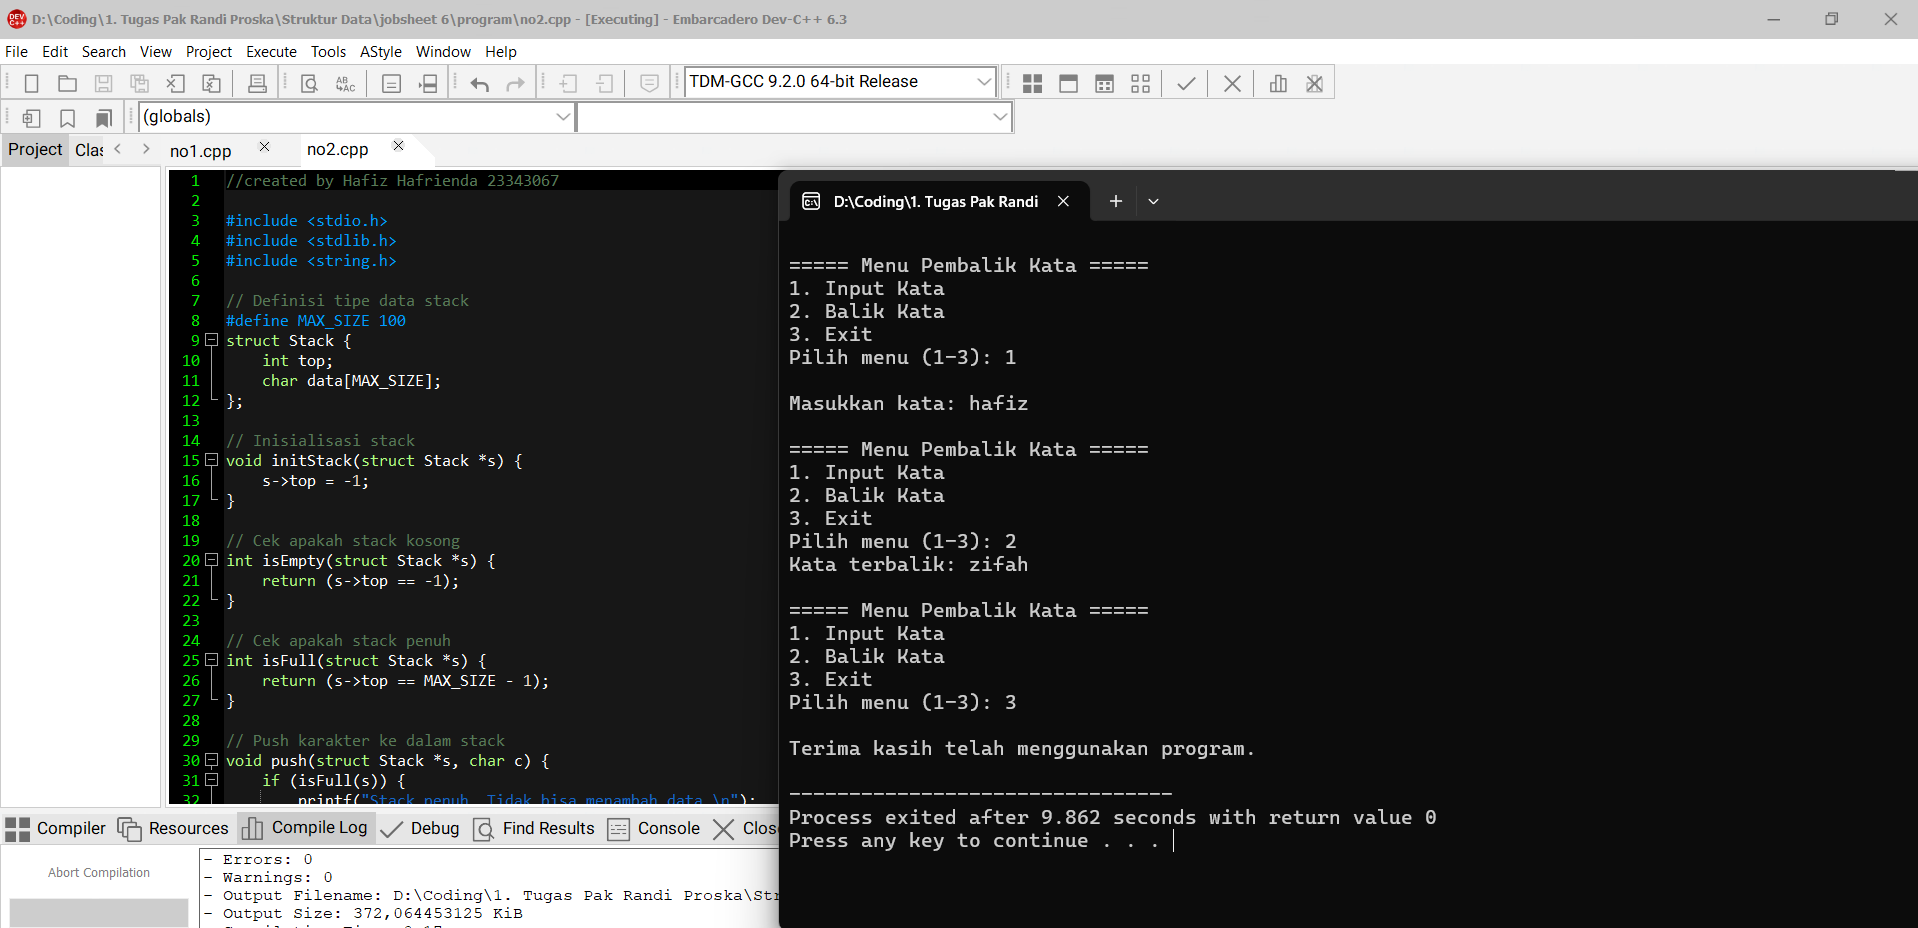 D:\Coding\1. Tugas Pak Randi Proska\Struktur Data\jobsheet 6\program\no2.cpp - [Executing] - Embarcadero Dev-C++ 6.3
File Edit Search View Project Execute Tools AStyle Window Help
TDM-GCC 9.2.0 64-bit Release
(globals)
Project Clas no1.cpp no2.cpp
1 //created by Hafiz Hafrienda 23343067
2
3 #include <stdio.h>
4 #include <stdlib.h>
5 #include <string.h>
6
7 // Definisi tipe data stack
8 #define MAX_SIZE 100
9 struct Stack {
10 int top;
11 char data[MAX_SIZE];
12 };
13
14 // Inisialisasi stack
15 void initStack(struct Stack *s) {
16 s->top = -1;
17 }
18
19 // Cek apakah stack kosong
20 int isEmpty(struct Stack *s) {
21 return (s->top == -1);
22 }
23
24 // Cek apakah stack penuh
25 int isFull(struct Stack *s) {
26 return (s->top == MAX_SIZE - 1);
27 }
28
29 // Push karakter ke dalam stack
30 void push(struct Stack *s, char c) {
31 if (isFull(s)) {
32 printf("Stack penuh. Tidak bisa menambah data.\n");
D:\Coding\1. Tugas Pak Randi
===== Menu Pembalik Kata =====
1. Input Kata
2. Balik Kata
3. Exit
Pilih menu (1-3): 1
Masukkan kata: hafiz
===== Menu Pembalik Kata =====
1. Input Kata
2. Balik Kata
3. Exit
Pilih menu (1-3): 2
Kata terbalik: zifah
===== Menu Pembalik Kata =====
1. Input Kata
2. Balik Kata
3. Exit
Pilih menu (1-3): 3
Terima kasih telah menggunakan program.
--------------------------------
Process exited after 9.862 seconds with return value 0
Press any key to continue . . .
Compiler Resources Compile Log Debug Find Results Console Clos
Abort Compilation
- Errors: 0
- Warnings: 0
- Output Filename: D:\Coding\1. Tugas Pak Randi Proska\Str
- Output Size: 372,064453125 KiB